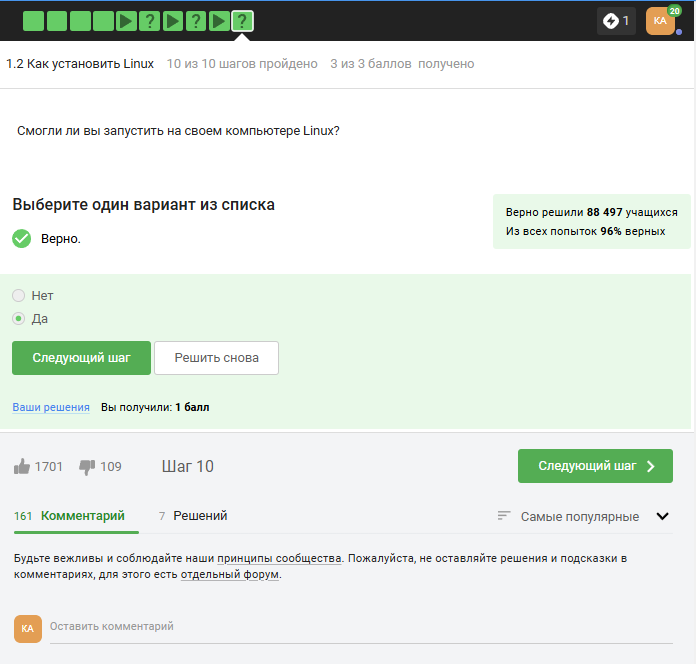 ? ? ? 1 KA 20
1.2 Как установить Linux 10 из 10 шагов пройдено 3 из 3 баллов получено
Смогли ли вы запустить на своем компьютере Linux?
Выберите один вариант из списка
Верно.
Верно решили 88 497 учащихся
Из всех попыток 96% верных
Нет
Да
Следующий шаг Решить снова
Ваши решения Вы получили: 1 балл
1701 109 Шаг 10 Следующий шаг
161 Комментарий 7 Решений Самые популярные
Будьте вежливы и соблюдайте наши принципы сообщества. Пожалуйста, не оставляйте решения и подсказки в
комментариях, для этого есть отдельный форум.
KA Оставить комментарий